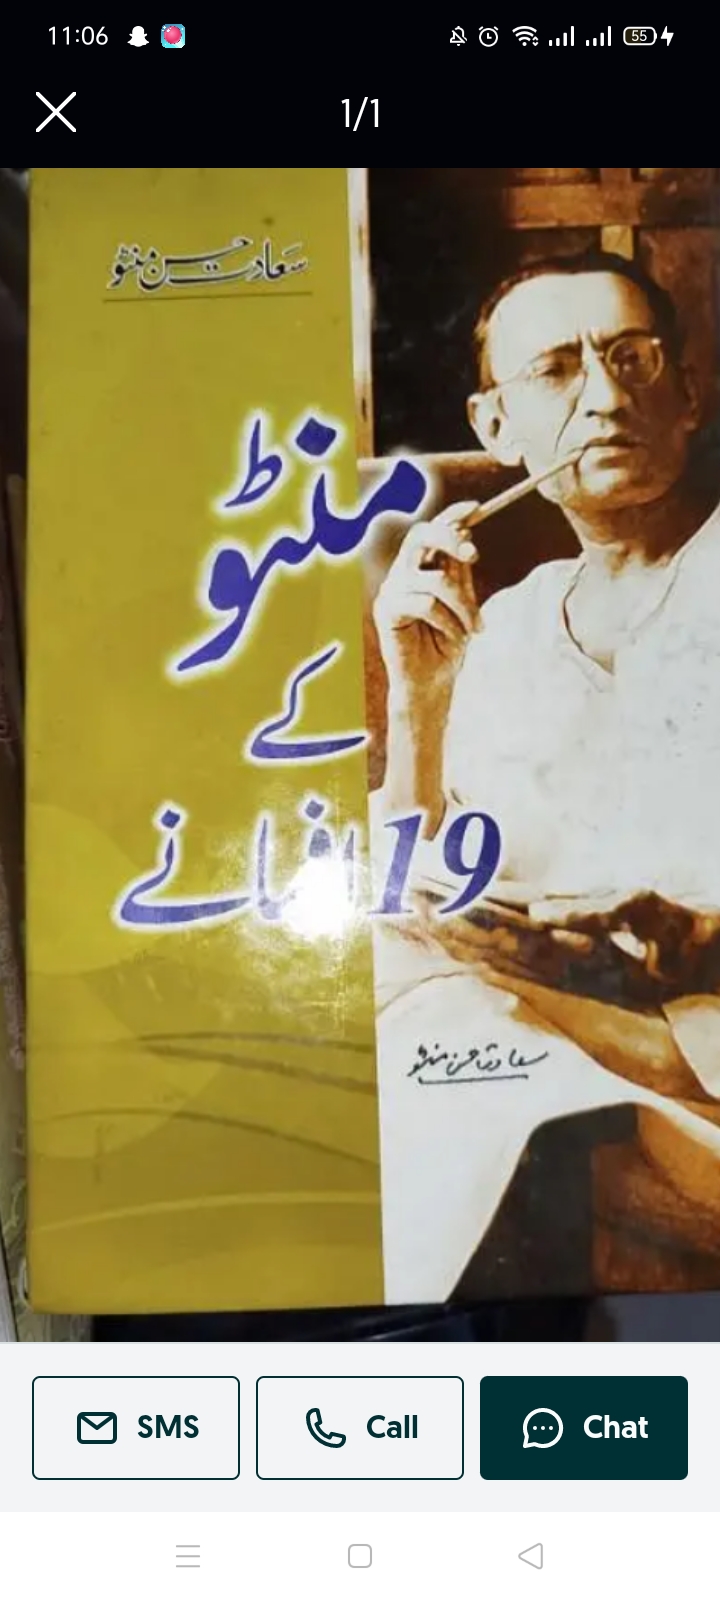 11:06
55
1/1
سعادت حسن منٹو
منٹو
کے
19 افسانے
سعادت حسن منٹو
SMS
Call
Chat